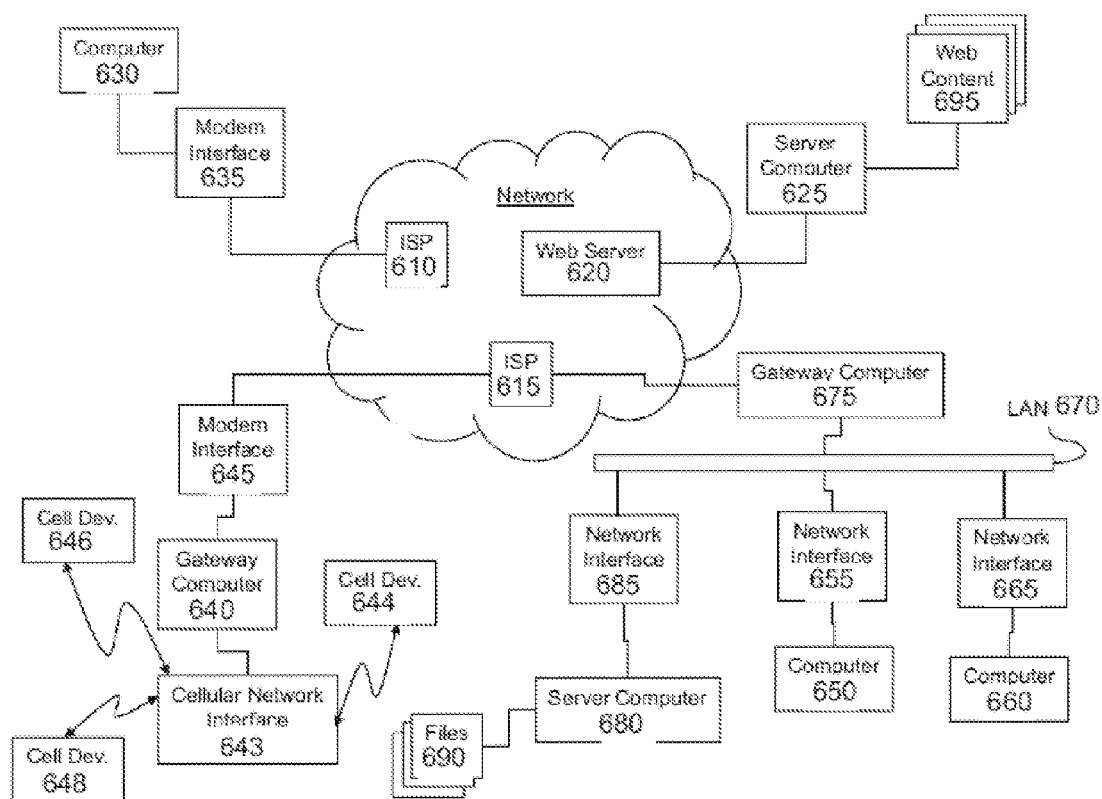 Computer
630
Modem
Interface
635
Web
Content
695
Server
Computer
625
Network
ISP
610
Web Server
620
ISP
615
Gateway Computer
675
LAN 670
Modem
Interface
645
Cell Dev.
646
Gateway
Computer
640
Cell Dev.
644
Network
Interface
685
Network
Interface
655
Network
Interface
665
Cellular Network
Interface
643
Cell Dev.
648
Files
690
Server Computer
680
Computer
650
Computer
660